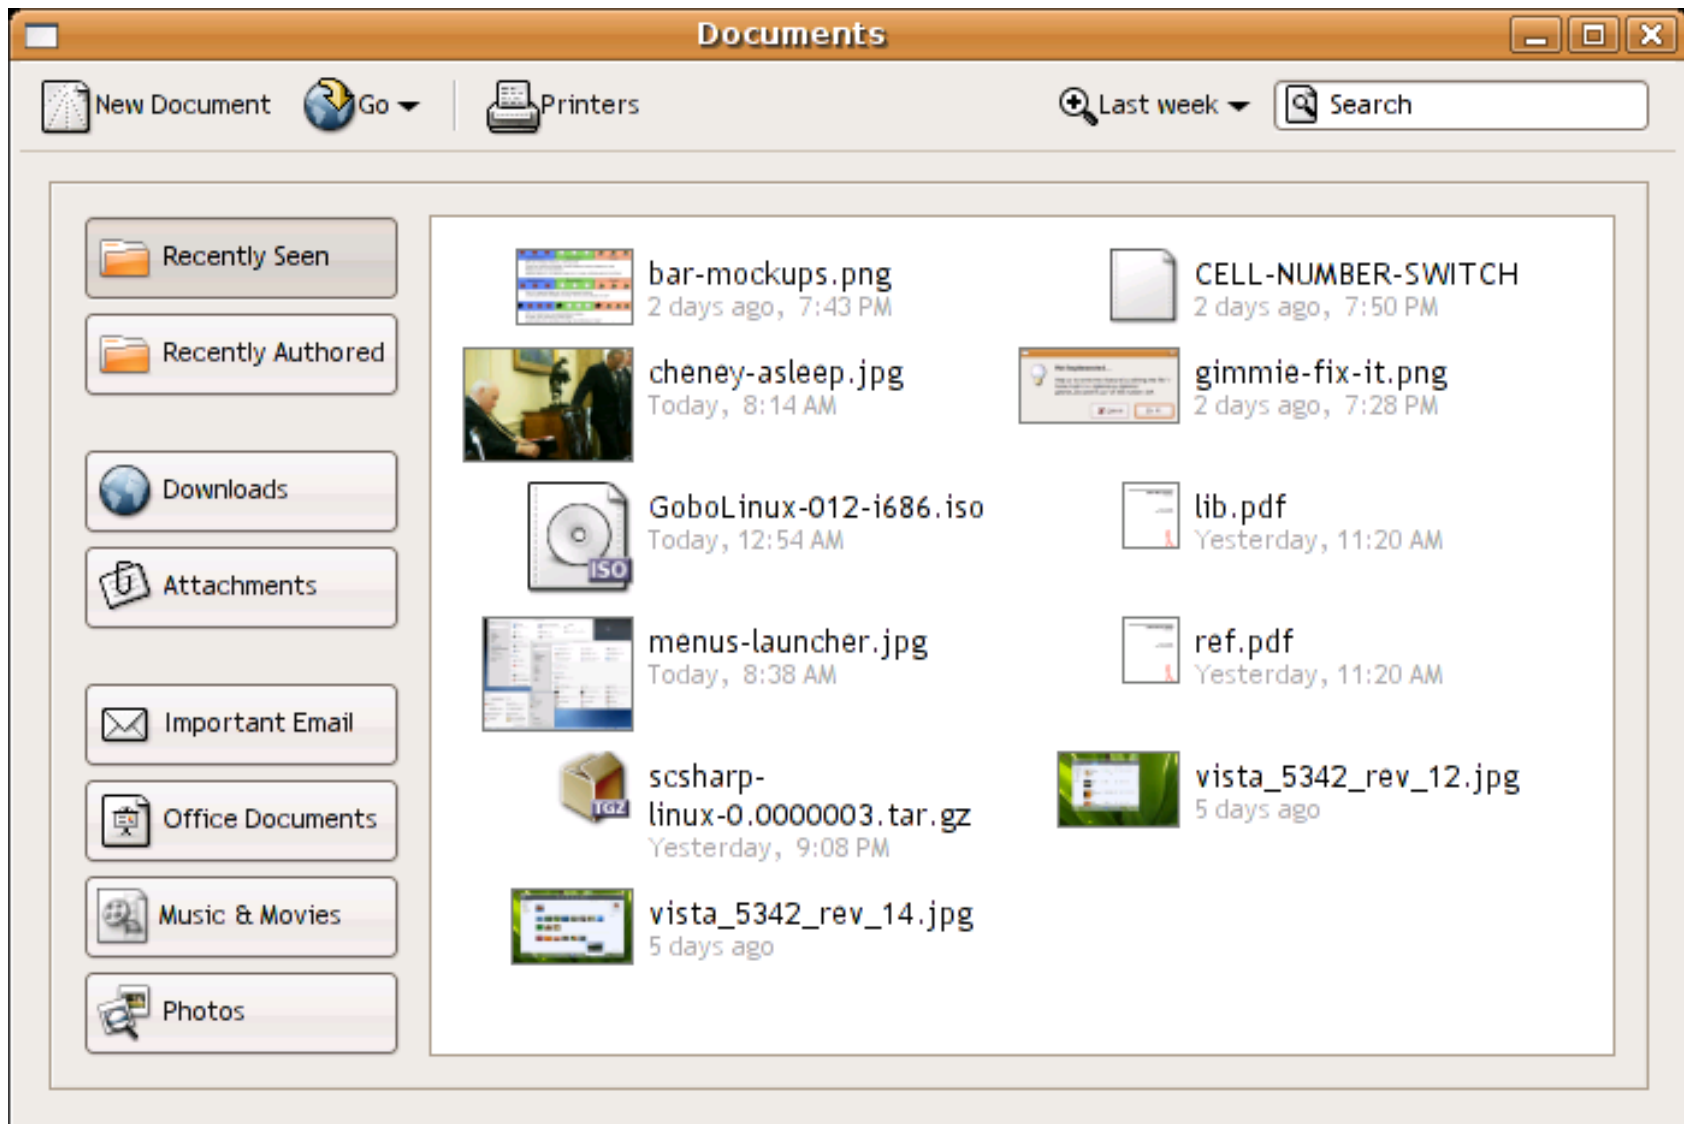 Documents
New Document Go Printers Last week Search
Recently Seen
Recently Authored
Downloads
Attachments
Important Email
Office Documents
Music & Movies
Photos
bar-mockups.png
2 days ago, 7:43 PM
CELL-NUMBER-SWITCH
2 days ago, 7:50 PM
cheney-asleep.jpg
Today, 8:14 AM
gimmie-fix-it.png
2 days ago, 7:28 PM
GoboLinux-012-i686.iso
Today, 12:54 AM
ISO
lib.pdf
Yesterday, 11:20 AM
menus-launcher.jpg
Today, 8:38 AM
ref.pdf
Yesterday, 11:20 AM
scsharp-
linux-0.0000003.tar.gz
Yesterday, 9:08 PM
TGZ
vista_5342_rev_12.jpg
5 days ago
vista_5342_rev_14.jpg
5 days ago